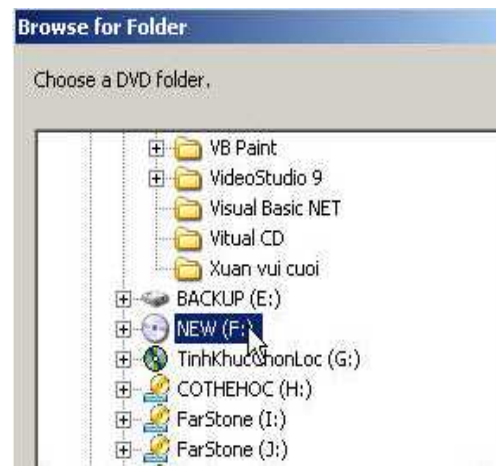 Browse for Folder
Choose a DVD folder.
VB Paint
VideoStudio 9
Visual Basic NET
Vitual CD
Xuan vui cuoi
BACKUP (E:)
NEW (F:)
TinhKhucChonLoc (G:)
COTHEHOC (H:)
FarStone (I:)
FarStone (J:)